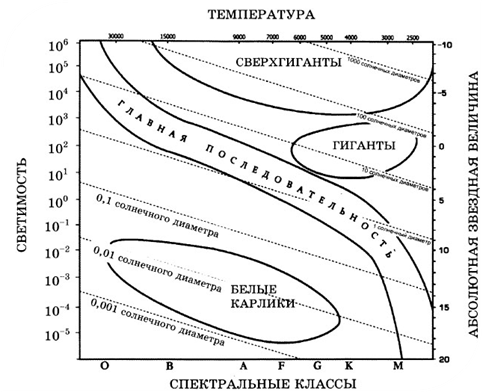 ТЕМПЕРАТУРА
30000 15000 9000 7000 6000 5000 4000 3000 2500
10⁶
10⁵
10⁴
10³
10²
10¹
10⁰
10⁻¹
10⁻²
10⁻³
10⁻⁴
10⁻⁵
СВЕТИМОСТЬ
СВЕРХГИГАНТЫ
1000 солнечных диаметров
100 солнечных диаметров
ГИГАНТЫ
10 солнечных диаметров
ГЛАВНАЯ ПОСЛЕДОВАТЕЛЬНОСТЬ
1 солнечный диаметр
0,1 солнечного диаметра
0,01 солнечного диаметра
БЕЛЫЕ
КАРЛИКИ
0,001 солнечного диаметра
-10
-5
0
5
10
15
20
АБСОЛЮТНАЯ ЗВЕЗДНАЯ ВЕЛИЧИНА
O B A F G K M
СПЕКТРАЛЬНЫЕ КЛАССЫ